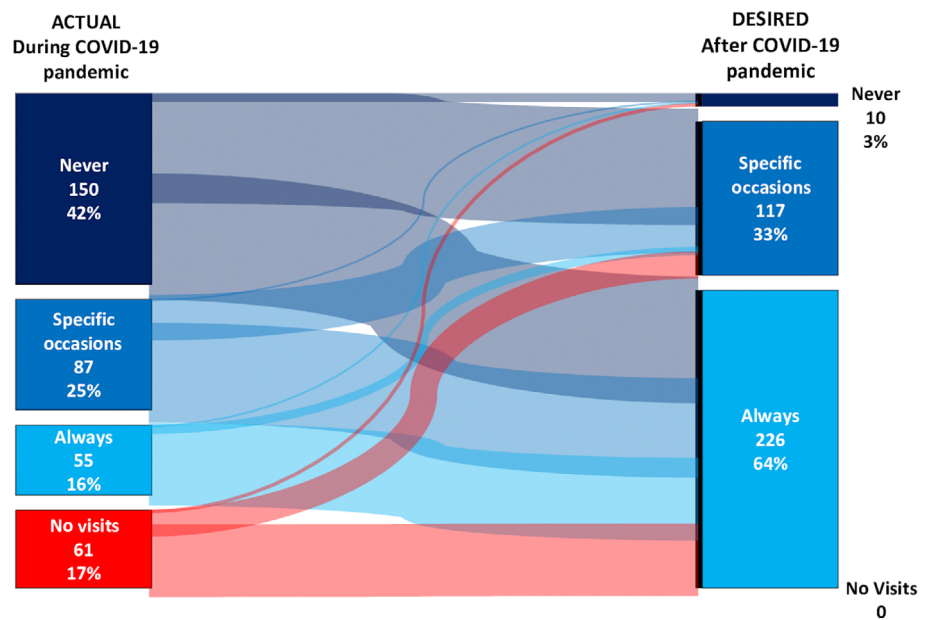 ACTUAL
During COVID-19
pandemic
DESIRED
After COVID-19
pandemic
Never
150
42%
Specific
occasions
87
25%
Always
55
16%
No visits
61
17%
Never
10
3%
Specific
occasions
117
33%
Always
226
64%
No Visits
0